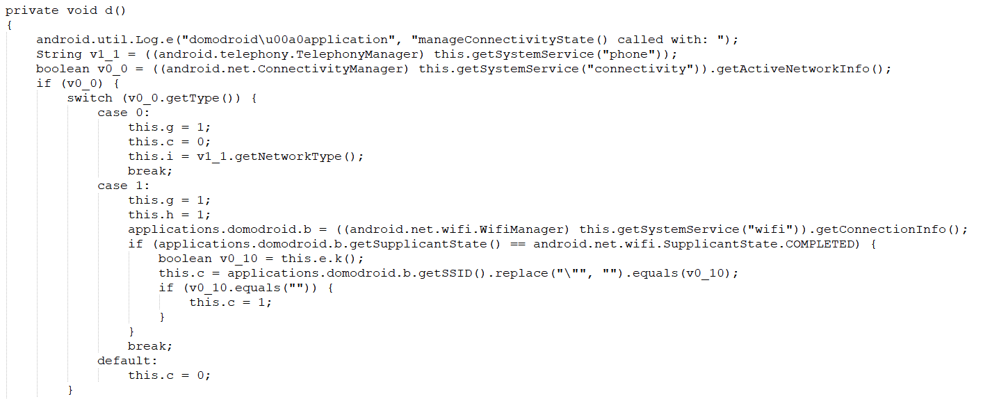 private void d()
{
    android.util.Log.e("domodroid\u00a0application", "manageConnectivityState() called with: ");
    String v1_1 = ((android.telephony.TelephonyManager) this.getSystemService("phone"));
    boolean v0_0 = ((android.net.ConnectivityManager) this.getSystemService("connectivity")).getActiveNetworkInfo();
    if (v0_0) {
        switch (v0_0.getType()) {
            case 0:
                this.g = 1;
                this.c = 0;
                this.i = v1_1.getNetworkType();
                break;
            case 1:
                this.g = 1;
                this.h = 1;
                applications.domodroid.b = ((android.net.wifi.WifiManager) this.getSystemService("wifi")).getConnectionInfo();
                if (applications.domodroid.b.getSupplicantState() == android.net.wifi.SupplicantState.COMPLETED) {
                    boolean v0_10 = this.e.k();
                    this.c = applications.domodroid.b.getSSID().replace("\"", "").equals(v0_10);
                    if (v0_10.equals("")) {
                        this.c = 1;
                    }
                }
                break;
            default:
                this.c = 0;
        }